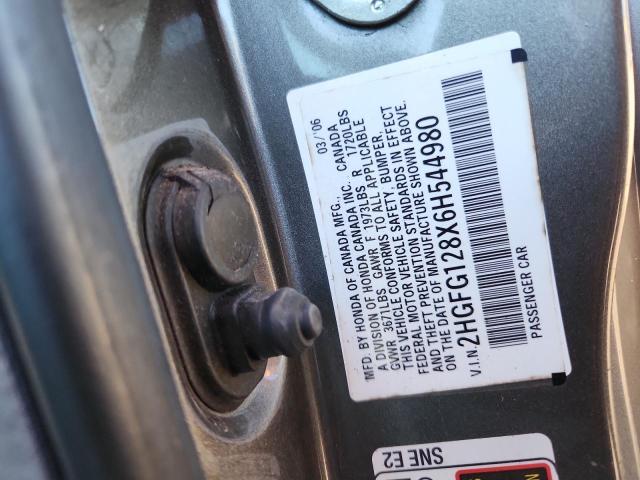 MFD. BY HONDA OF CANADA MFG., CANADA 03/'06
A DIVISION OF HONDA CANADA INC.
GVWR 3671LBS GAWR F 1973LBS R 1720LBS
THIS VEHICLE CONFORMS TO ALL APPLICABLE
FEDERAL MOTOR VEHICLE SAFETY, BUMPER,
AND THEFT PREVENTION STANDARDS IN EFFECT
ON THE DATE OF MANUFACTURE SHOWN ABOVE.
V.I.N. 2HGFG128X6H544980
PASSENGER CAR
SNE E2